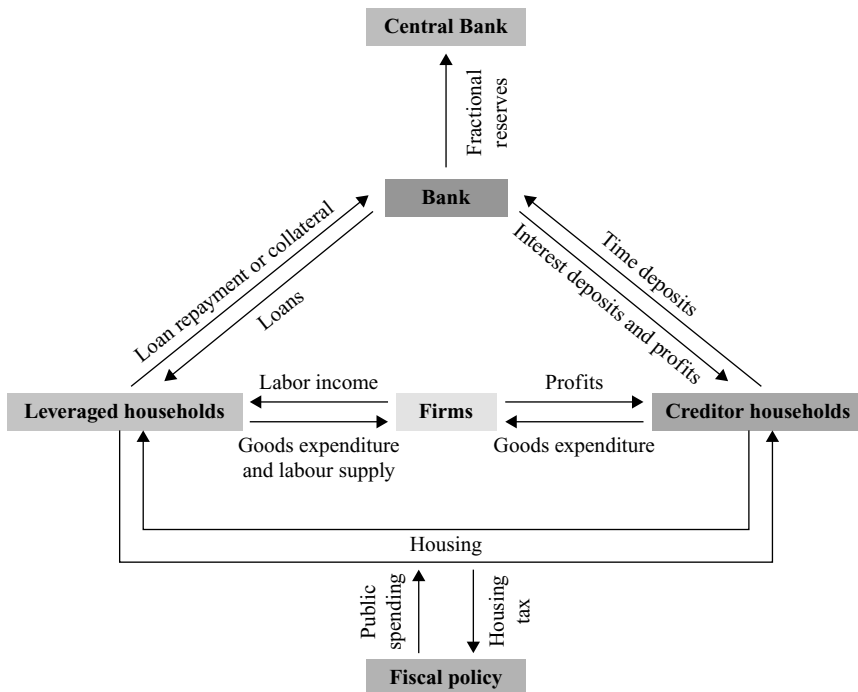 Central Bank
Fractional
reserves
Bank
Loan repayment or collateral
Loans
Time deposits
Interest deposits and profits
Labor income
Profits
Leveraged households
Firms
Creditor households
Goods expenditure
and labour supply
Goods expenditure
Housing
Public
spending
Housing
tax
Fiscal policy